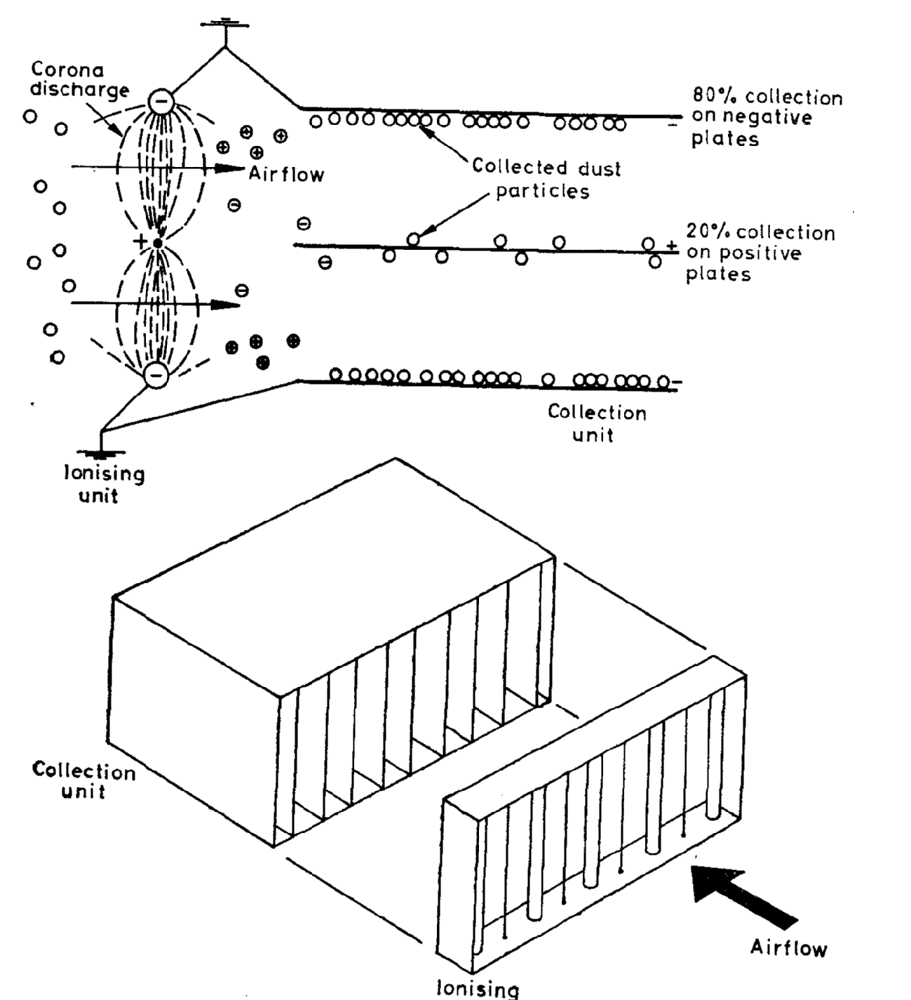 Corona
discharge
80% collection
on negative
plates
Airflow
Collected dust
particles
20% collection
on positive
plates
Collection
unit
Ionising
unit
Collection
unit
Airflow
Ionising